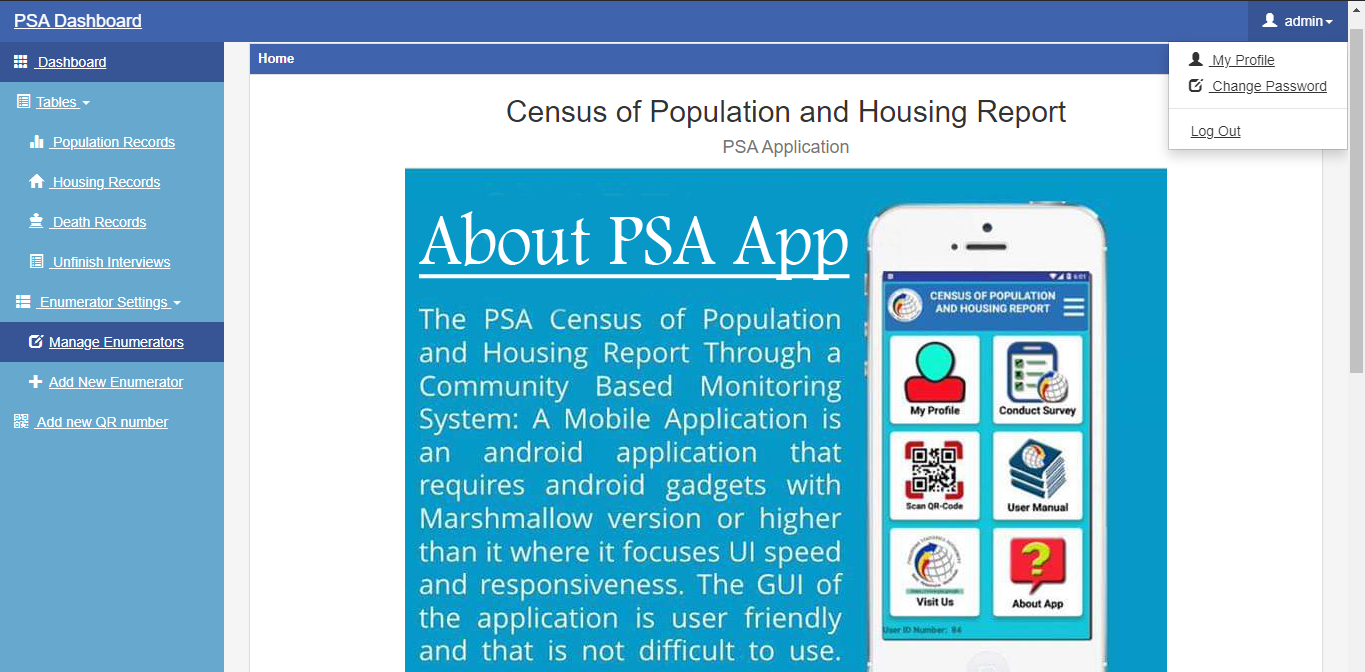 PSA Dashboard
admin
My Profile
Change Password
Log Out
Dashboard
Tables
Population Records
Housing Records
Death Records
Unfinish Interviews
Enumerator Settings
Manage Enumerators
Add New Enumerator
Add new QR number
Home
Census of Population and Housing Report
PSA Application
About PSA App
The PSA Census of Population
and Housing Report Through a
Community Based Monitoring
System: A Mobile Application is
an android application that
requires android gadgets with
Marshmallow version or higher
than it where it focuses UI speed
and responsiveness. The GUI of
the application is user friendly
and that is not difficult to use.
CENSUS OF POPULATION
AND HOUSING REPORT
My Profile
Conduct Survey
Scan QR-Code
User Manual
Visit Us
About App
User ID Number: 84